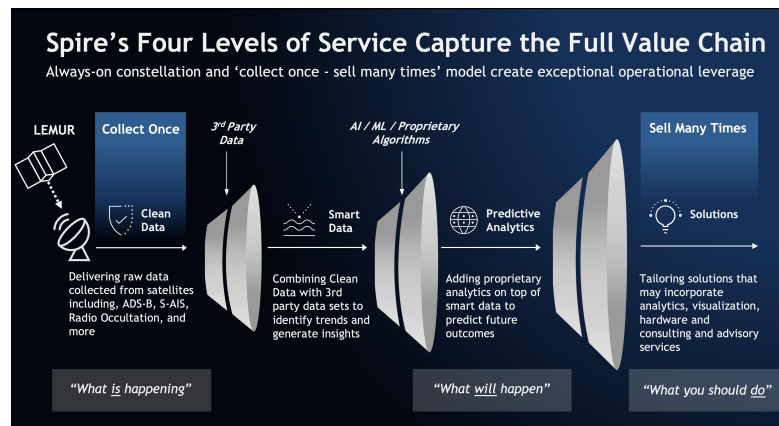 Spire's Four Levels of Service Capture the Full Value Chain
Always-on constellation and 'collect once - sell many times' model create exceptional operational leverage
LEMUR
Collect Once
3rd Party
Data
AI / ML / Proprietary
Algorithms
Sell Many Times
Clean
Data
Smart
Data
Predictive
Analytics
Solutions
Delivering raw data
collected from satellites
including, ADS-B, S-AIS,
Radio Occultation, and
more
Combining Clean
Data with 3rd
party data sets to
identify trends and
generate insights
Adding proprietary
analytics on top of
smart data to
predict future
outcomes
Tailoring solutions that
may incorporate
analytics, visualization,
hardware and
consulting and advisory
services
"What is happening"
"What will happen"
"What you should do"